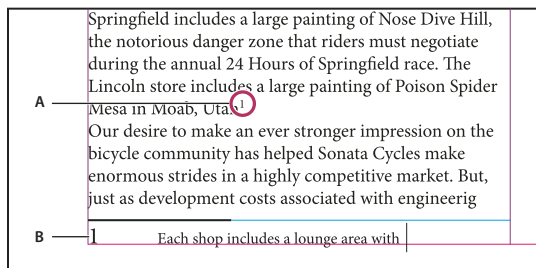 Springfield includes a large painting of Nose Dive Hill,
the notorious danger zone that riders must negotiate
during the annual 24 Hours of Springfield race. The
Lincoln store includes a large painting of Poison Spider
A Mesa in Moab, Utah1
Our desire to make an ever stronger impression on the
bicycle community has helped Sonata Cycles make
enormous strides in a highly competitive market. But,
just as development costs associated with engineerig
B 1 Each shop includes a lounge area with